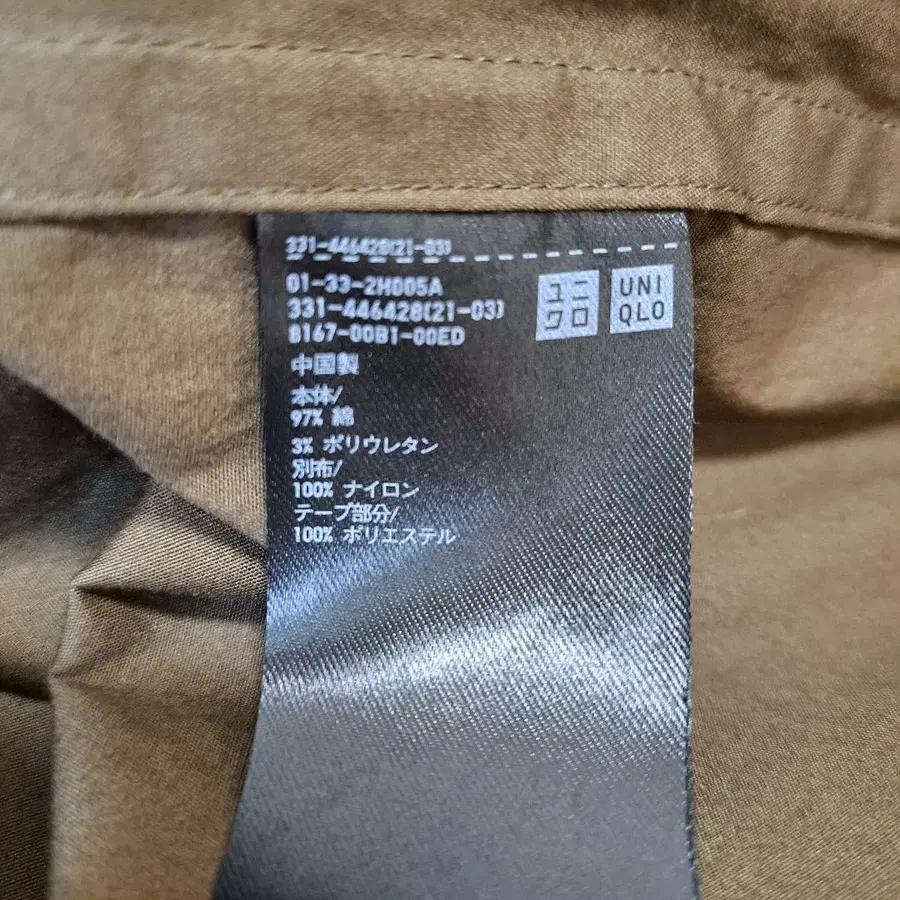 331-446428(21-03)
01-33-2H005A
331-446428(21-03)
8167-00B1-00ED
中国製
本体/
97% 綿
3% ポリウレタン
別布/
100% ナイロン
テープ部分/
100% ポリエステル
ユニ
クロ
UNI
QLO